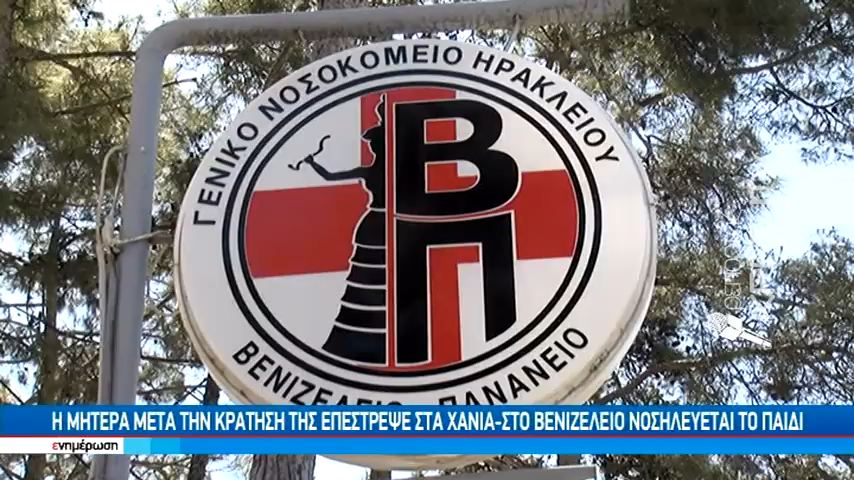 ΓΕΝΙΚΟ ΝΟΣΟΚΟΜΕΙΟ ΗΡΑΚΛΕΙΟΥ
Β
Π
ΒΕΝΙΖΕΛΕΙΟ - ΠΑΝΑΝΕΙΟ
Η ΜΗΤΕΡΑ ΜΕΤΑ ΤΗΝ ΚΡΑΤΗΣΗ ΤΗΣ ΕΠΕΣΤΡΕΨΕ ΣΤΑ ΧΑΝΙΑ-ΣΤΟ ΒΕΝΙΖΕΛΕΙΟ ΝΟΣΗΛΕΥΕΤΑΙ ΤΟ ΠΑΙΔΙ
ενημέρωση